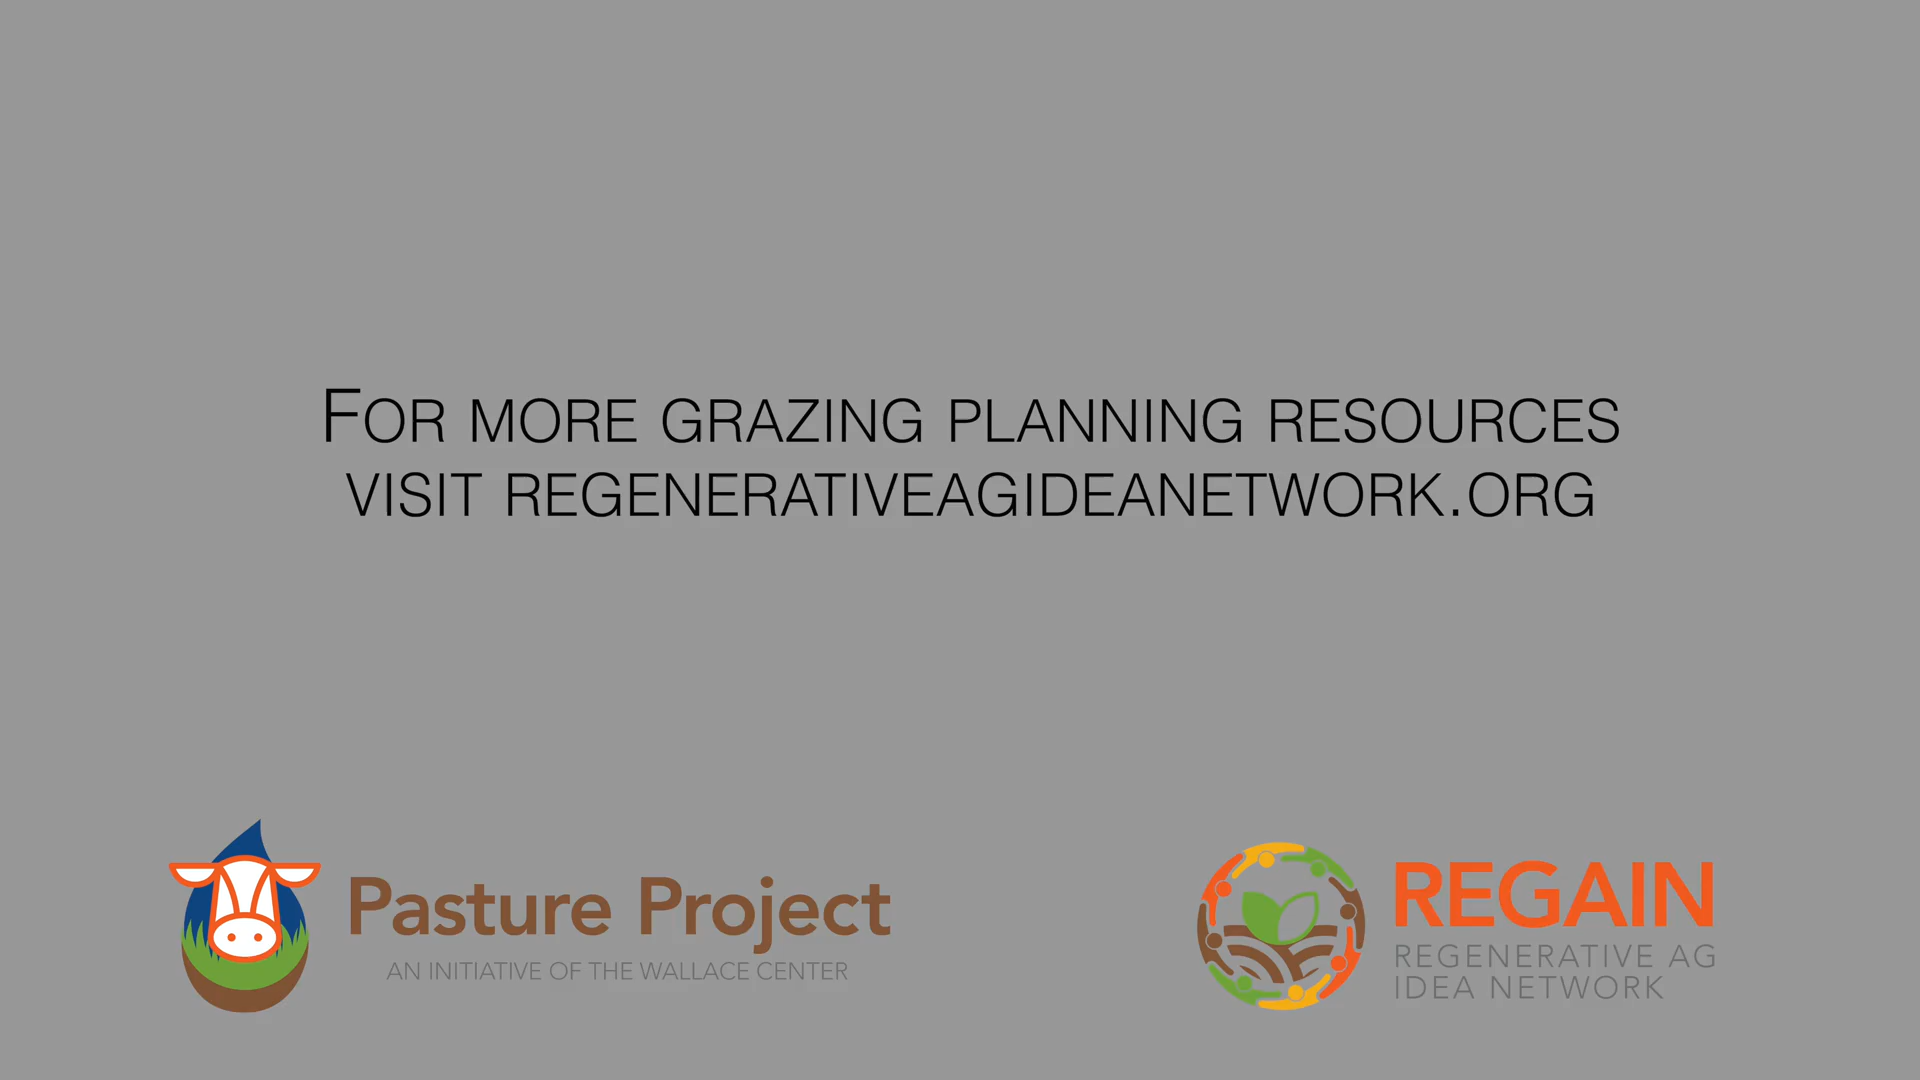 FOR MORE GRAZING PLANNING RESOURCES
VISIT REGENERATIVEAGIDEANETWORK.ORG
Pasture Project
AN INITIATIVE OF THE WALLACE CENTER
REGAIN
REGENERATIVE AG
IDEA NETWORK